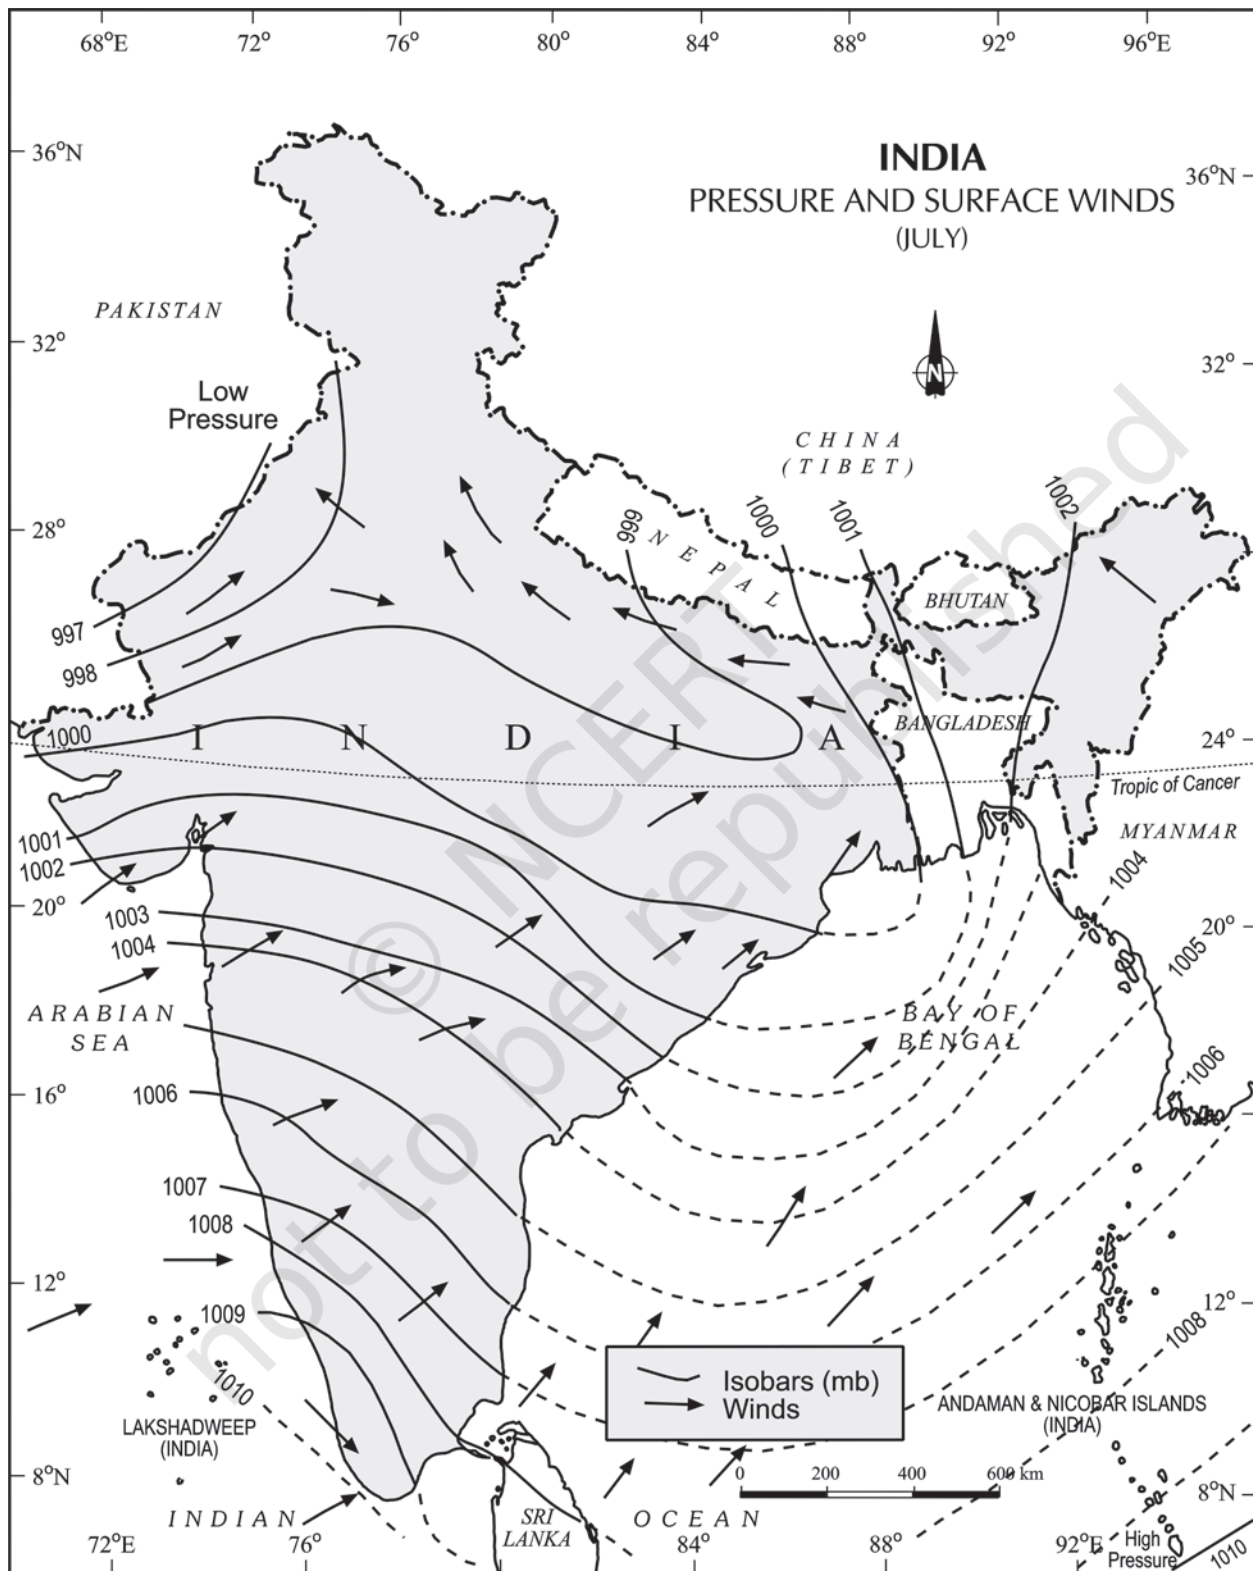 68°E 72° 76° 80° 84° 88° 92° 96°E
INDIA
PRESSURE AND SURFACE WINDS
(JULY)
36°N
36°N
PAKISTAN
32°
32°
N
Low
Pressure
CHINA
(TIBET)
28°
28°
999
1000
1001
1002
NEPAL
BHUTAN
997
998
BANGLADESH
1000
I N D I A
24°
Tropic of Cancer
MYANMAR
1001
1002
1003
1004
20°
20°
1004
1005
1006
ARABIAN
SEA
BAY OF
BENGAL
16°
1006
1007
1008
12°
12°
1009
1010
1008
Isobars (mb)
Winds
LAKSHADWEEP
(INDIA)
ANDAMAN & NICOBAR ISLANDS
(INDIA)
8°N
8°N
0 200 400 600 km
INDIAN
OCEAN
SRI
LANKA
High
Pressure
1010
72°E 76° 84° 88° 92°E
© NCERT
not to be republished